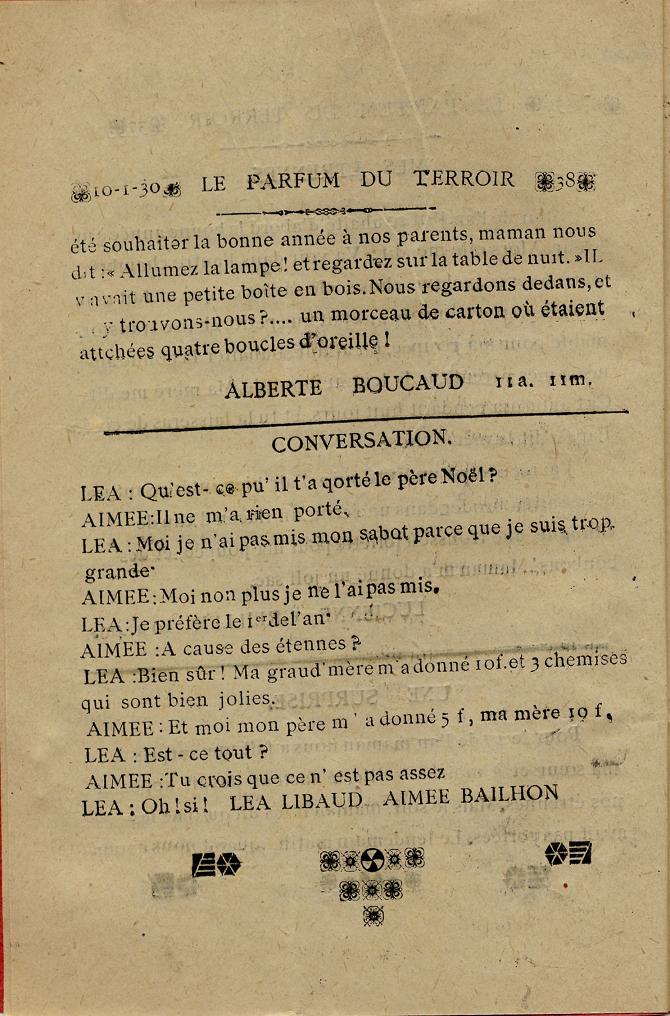 10-1-30 LE PARFUM DU TERROIR 38
été souhaiter la bonne année à nos parents, maman nous
dit :« Allumez la lampe! et regardez sur la table de nuit. »IL
y avait une petite boîte en bois. Nous regardons dedans, et
y trouvons-nous ?.... un morceau de carton où étaient
attchées quatre boucles d'oreille !
ALBERTE BOUCAUD 11a. 11m.
CONVERSATION.
LEA : Qu'est- ce pu' il t'a qorté le père Noël ?
AIMEE:Il ne m'a rien porté.
LEA : Moi je n'ai pas mis mon sabot parce que je suis trop
grande.
AIMEE: Moi non plus je ne l'ai pas mis.
LEA :Je préfère le 1er del'an.
AIMEE :A cause des étennes ?
LEA :Bien sûr ! Ma graud'mère m'a donné 10f. et 3 chemises
qui sont bien jolies.
AIMEE : Et moi mon père m ' a donné 5 f, ma mère 10 f.
LEA : Est - ce tout ?
AIMEE :Tu crois que ce n' est pas assez
LEA : Oh ! si ! LEA LIBAUD AIMEE BAILHON